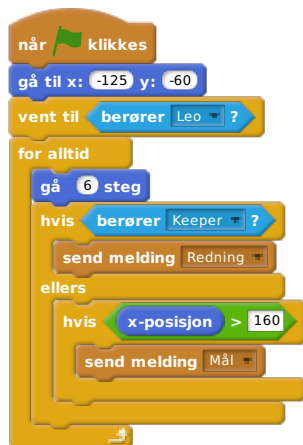 når klikkes
gå til x: -125 y: -60
vent til berører Leo ?
for alltid
gå 6 steg
hvis berører Keeper ?
send melding Redning
ellers
hvis x-posisjon > 160
send melding Mål